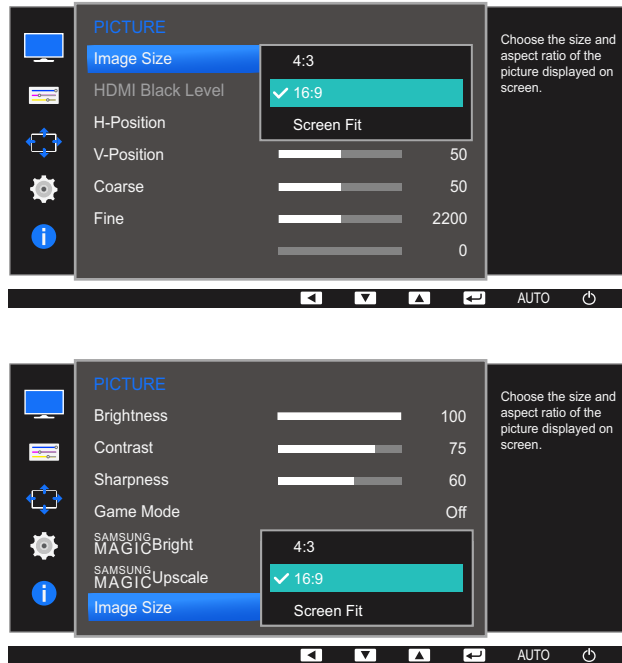 PICTURE
Image Size
4:3
HDMI Black Level
16:9
H-Position
Screen Fit
V-Position 50
Coarse 50
Fine 2200
0
Choose the size and
aspect ratio of the
picture displayed on
screen.
i
AUTO
PICTURE
Brightness 100
Contrast 75
Sharpness 60
Game Mode Off
SAMSUNG
MAGICBright
4:3
SAMSUNG
MAGICUpscale
16:9
Image Size
Screen Fit
Choose the size and
aspect ratio of the
picture displayed on
screen.
i
AUTO